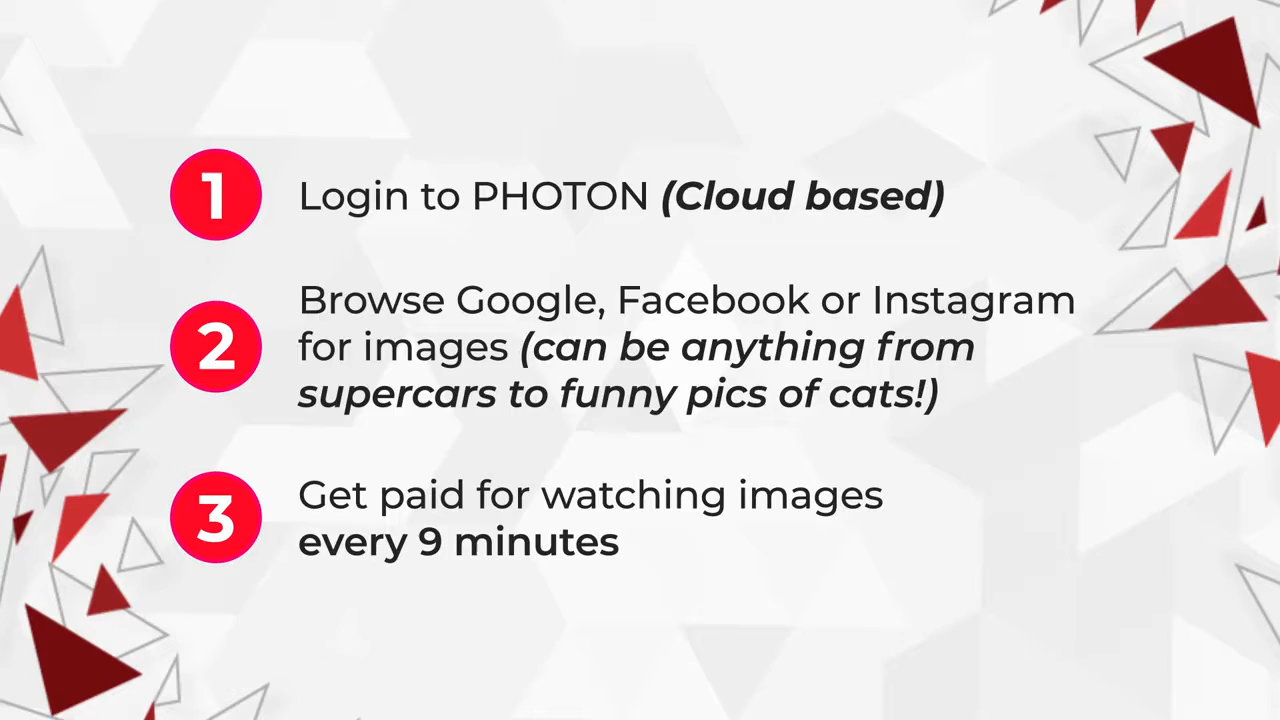 1
Login to PHOTON (Cloud based)
2
Browse Google, Facebook or Instagram
for images (can be anything from
supercars to funny pics of cats!)
3
Get paid for watching images
every 9 minutes